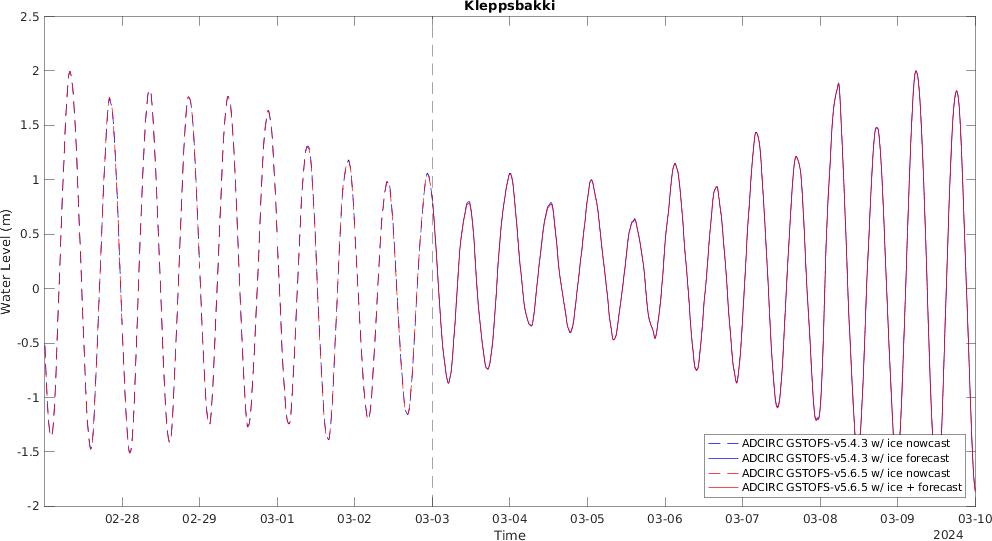 Kleppsbakki
2.5
2
1.5
1
0.5
0
-0.5
-1
-1.5
-2
Water Level (m)
ADCIRC GSTOFS-v5.4.3 w/ ice nowcast
ADCIRC GSTOFS-v5.4.3 w/ ice forecast
ADCIRC GSTOFS-v5.6.5 w/ ice nowcast
ADCIRC GSTOFS-v5.6.5 w/ ice + forecast
02-28 02-29 03-01 03-02 03-03 03-04 03-05 03-06 03-07 03-08 03-09 03-10
Time
2024